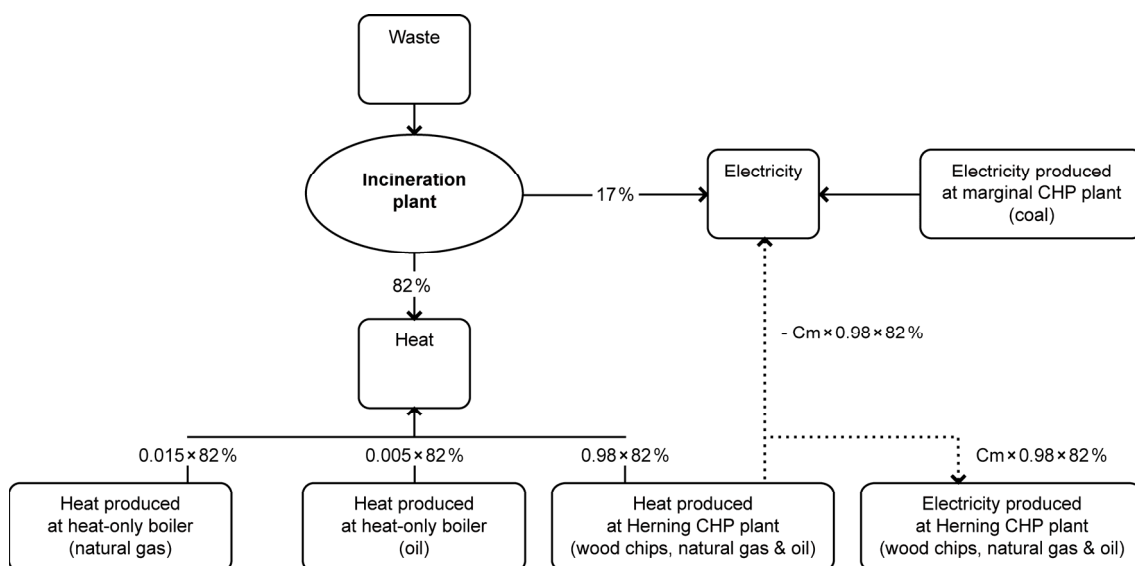 Waste
Incineration
plant
17%
Electricity
Electricity produced
at marginal CHP plant
(coal)
82%
Heat
- Cm×0.98×82%
0.015×82%
0.005×82%
0.98×82%
Cm×0.98×82%
Heat produced
at heat-only boiler
(natural gas)
Heat produced
at heat-only boiler
(oil)
Heat produced
at Herning CHP plant
(wood chips, natural gas & oil)
Electricity produced
at Herning CHP plant
(wood chips, natural gas & oil)